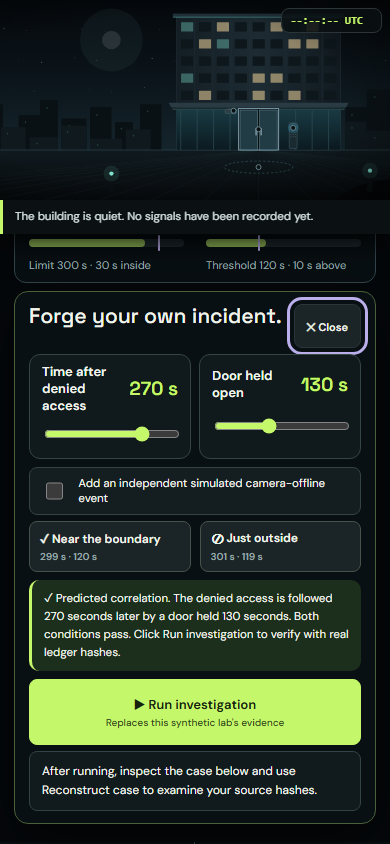 --:--:-- UTC
The building is quiet. No signals have been recorded yet.
Limit 300 s · 30 s inside
Threshold 120 s · 10 s above
Forge your own incident.
✕ Close
Time after
denied
access
270 s
Door held
open
130 s
Add an independent simulated camera-offline
event
✓ Near the boundary
299 s · 120 s
⊘ Just outside
301 s · 119 s
✓ Predicted correlation. The denied access is followed
270 seconds later by a door held 130 seconds. Both
conditions pass. Click Run investigation to verify with real
ledger hashes.
▶ Run investigation
Replaces this synthetic lab's evidence
After running, inspect the case below and use
Reconstruct case to examine your source hashes.